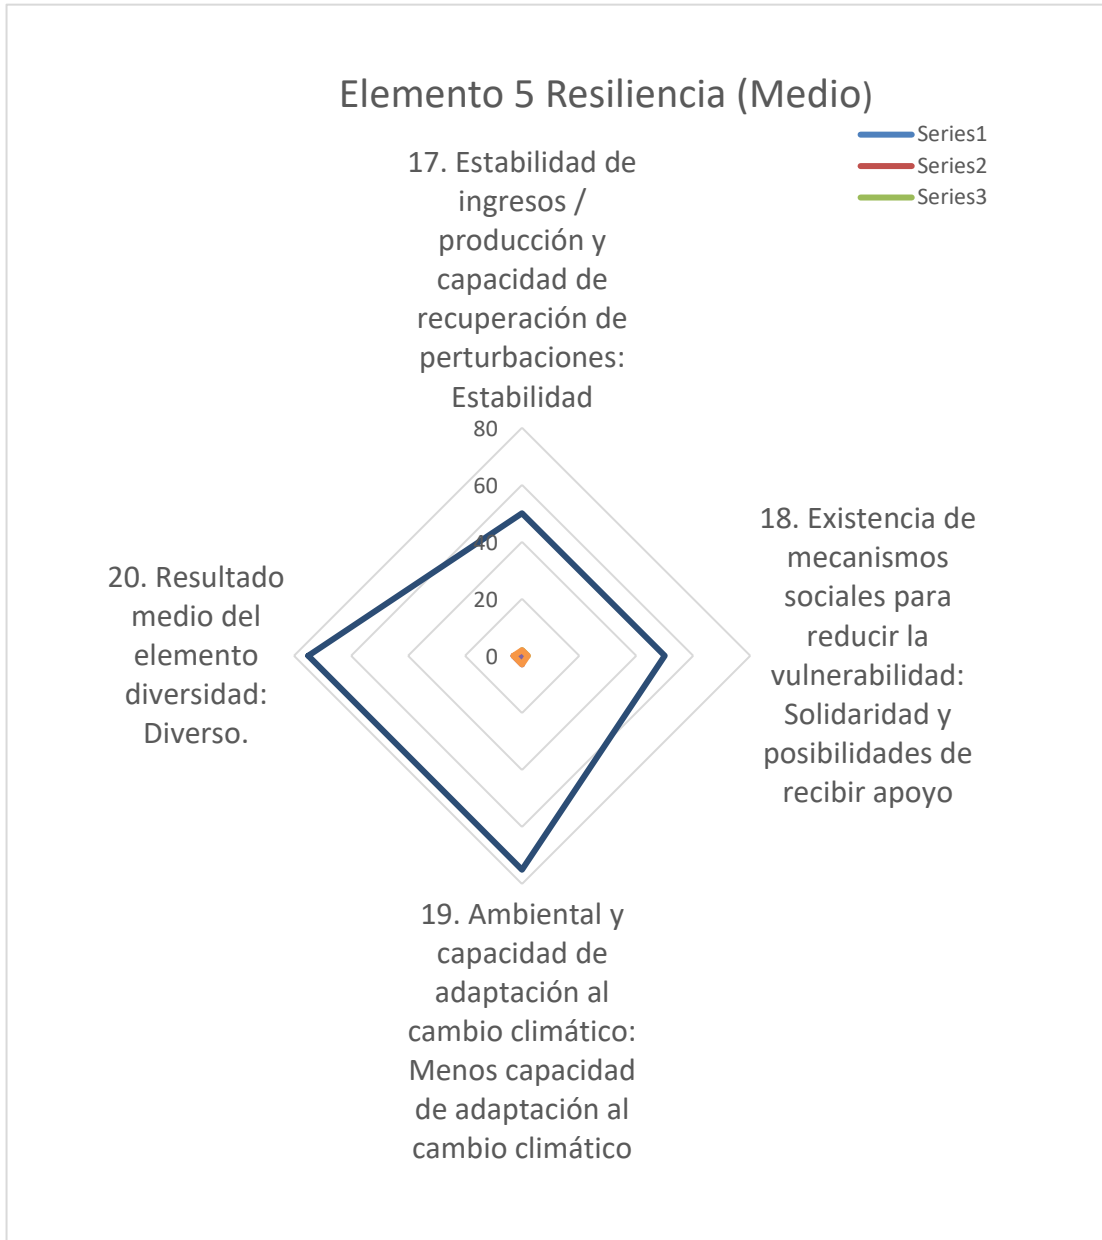 Elemento 5 Resiliencia (Medio)
Series1
Series2
Series3
17. Estabilidad de
ingresos /
producción y
capacidad de
recuperación de
perturbaciones:
Estabilidad
80
60
40
20
0
18. Existencia de
mecanismos
sociales para
reducir la
vulnerabilidad:
Solidaridad y
posibilidades de
recibir apoyo
20. Resultado
medio del
elemento
diversidad:
Diverso.
19. Ambiental y
capacidad de
adaptación al
cambio climático:
Menos capacidad
de adaptación al
cambio climático